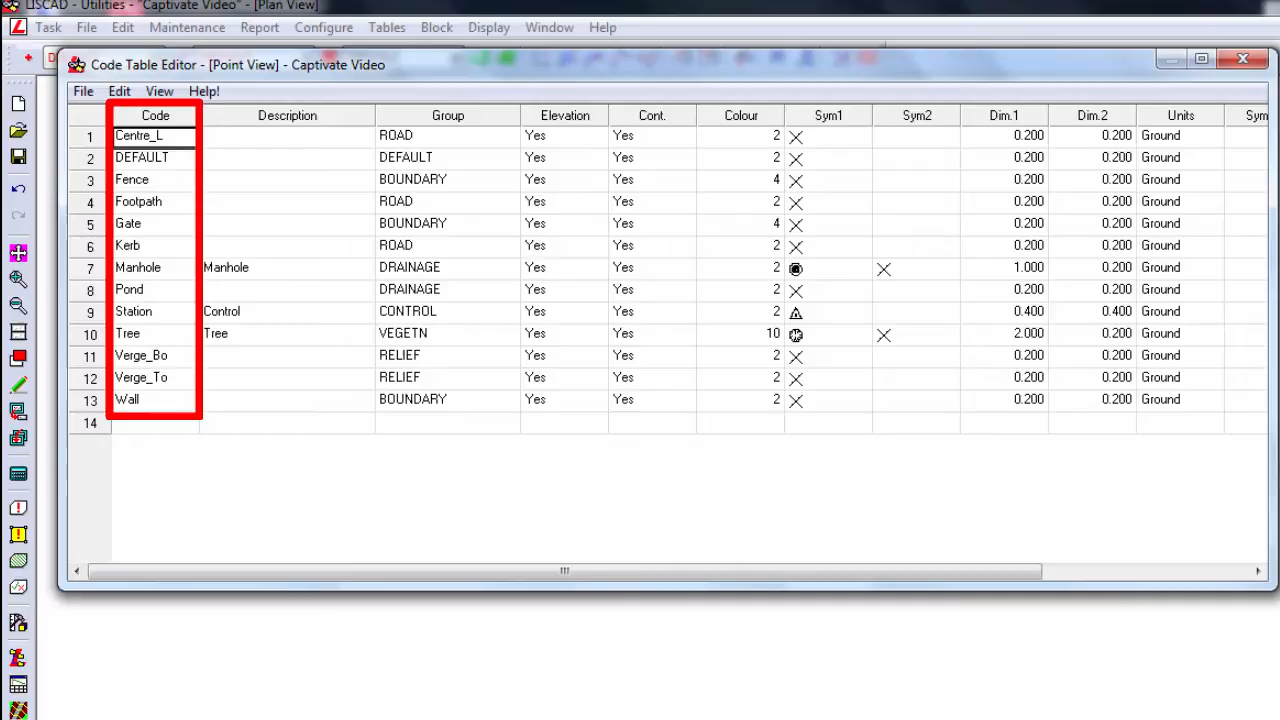 LISCAD - Utilities - "Captivate Video" - [Plan View]
Task File Edit Maintenance Report Configure Tables Block Display Window Help
Code Table Editor - [Point View] - Captivate Video
File Edit View Help!
Code Description Group Elevation Cont. Colour Sym1 Sym2 Dim.1 Dim.2 Units Sym
1 Centre_L ROAD Yes Yes 2 0.200 0.200 Ground
2 DEFAULT DEFAULT Yes Yes 2 0.200 0.200 Ground
3 Fence BOUNDARY Yes Yes 4 0.200 0.200 Ground
4 Footpath ROAD Yes Yes 2 0.200 0.200 Ground
5 Gate BOUNDARY Yes Yes 4 0.200 0.200 Ground
6 Kerb ROAD Yes Yes 2 0.200 0.200 Ground
7 Manhole Manhole DRAINAGE Yes Yes 2 1.000 0.200 Ground
8 Pond DRAINAGE Yes Yes 2 0.200 0.200 Ground
9 Station Control CONTROL Yes Yes 2 0.400 0.400 Ground
10 Tree Tree VEGETN Yes Yes 10 2.000 0.200 Ground
11 Verge_Bo RELIEF Yes Yes 2 0.200 0.200 Ground
12 Verge_To RELIEF Yes Yes 2 0.200 0.200 Ground
13 Wall BOUNDARY Yes Yes 2 0.200 0.200 Ground
14